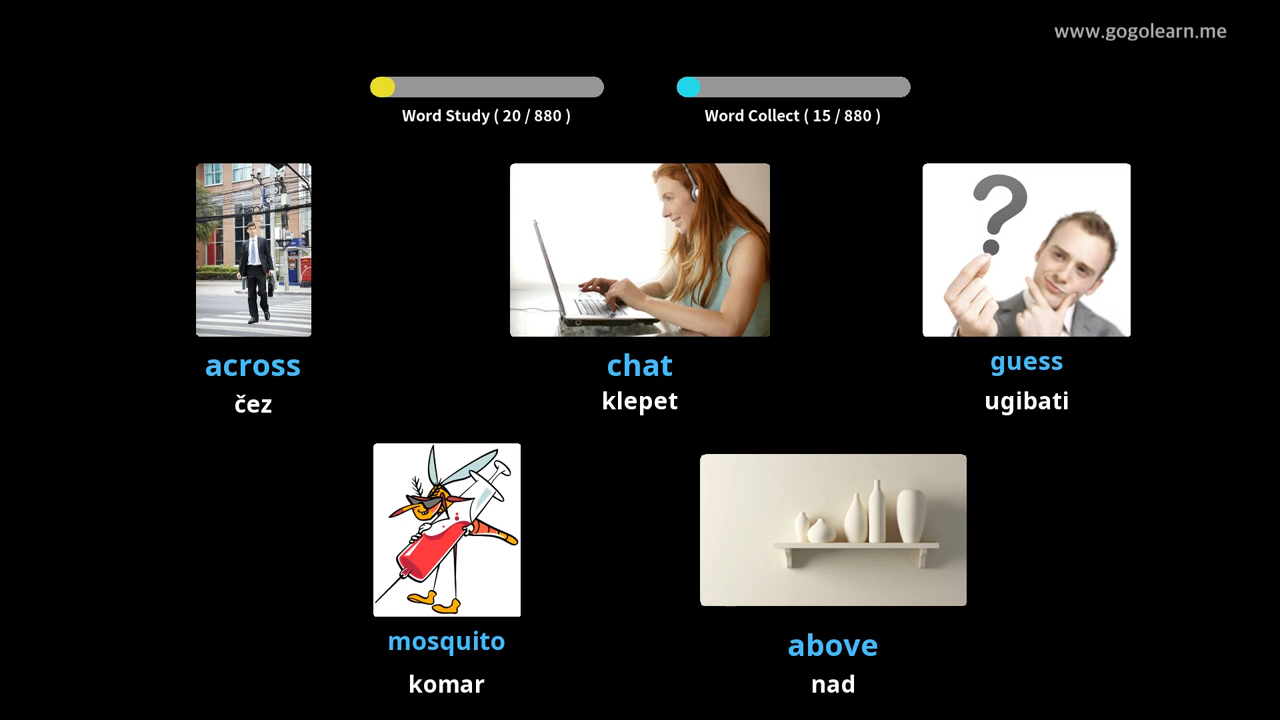 www.gogolearn.me
Word Study ( 20 / 880 )
Word Collect ( 15 / 880 )
across
čez
chat
klepet
guess
ugibati
mosquito
komar
above
nad